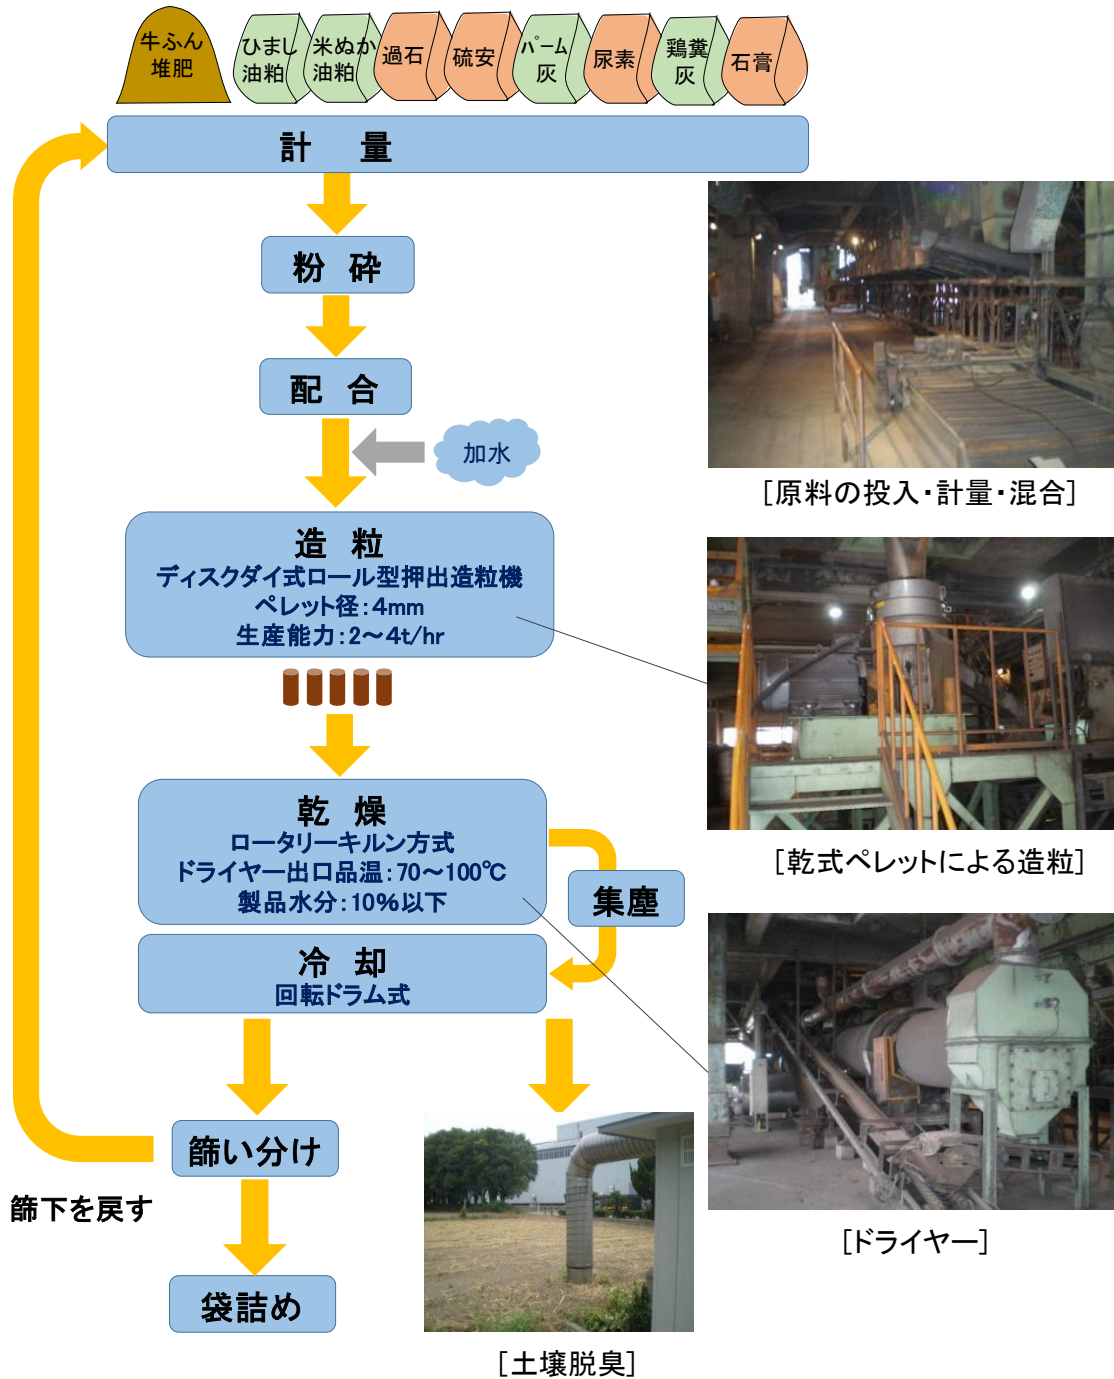 牛ふん
堆肥
ひまし
油粕
米ぬか
油粕
過石
硫安
パーム
灰
尿素
鶏糞
灰
石膏
計　量
粉　砕
配　合
加水
[原料の投入・計量・混合]
造　粒
ディスクダイ式ロール型押出造粒機
ペレット径：4mm
生産能力：2～4t/hr
[乾式ペレットによる造粒]
乾　燥
ロータリーキルン方式
ドライヤー出口品温：70～100℃
製品水分：10%以下
集塵
冷　却
回転ドラム式
[ドライヤー]
篩い分け
篩下を戻す
袋詰め
[土壌脱臭]